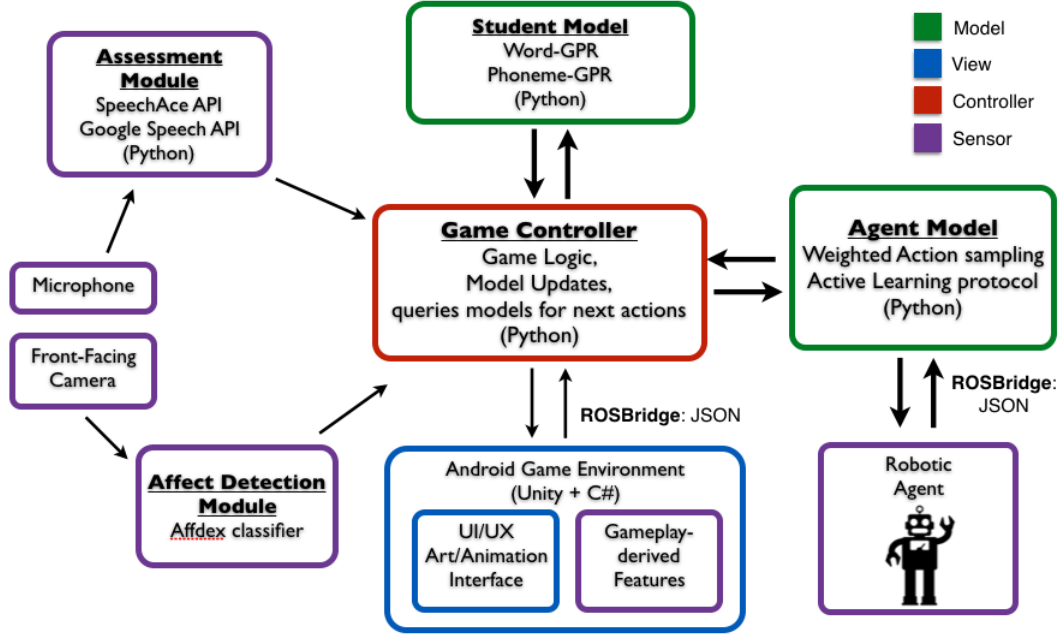 Student Model
Word-GPR
Phoneme-GPR
(Python)
Model
View
Controller
Sensor
Assessment
Module
SpeechAce API
Google Speech API
(Python)
Game Controller
Game Logic,
Model Updates,
queries models for next actions
(Python)
Agent Model
Weighted Action sampling
Active Learning protocol
(Python)
Microphone
Front-Facing
Camera
ROSBridge: JSON
ROSBridge:
JSON
Affect Detection
Module
Affdex classifier
Android Game Environment
(Unity + C#)
UI/UX
Art/Animation
Interface
Gameplay-
derived
Features
Robotic
Agent